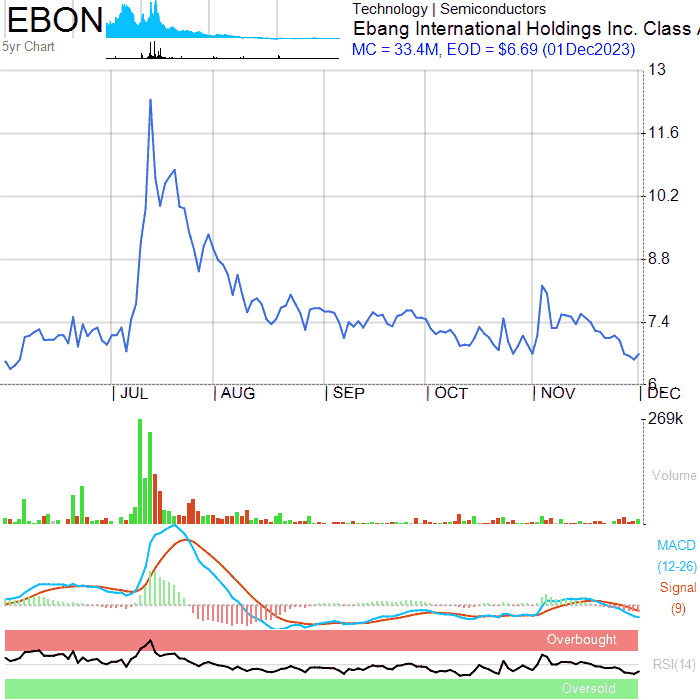 EBON
5yr Chart
Technology | Semiconductors
Ebang International Holdings Inc. Class
MC = 33.4M, EOD = $6.69 (01Dec2023)
13
11.6
10.2
8.8
7.4
6
JUL AUG SEP OCT NOV DEC
269k
Volume
MACD
(12-26)
Signal
(9)
Overbought
RSI(14)
Oversold